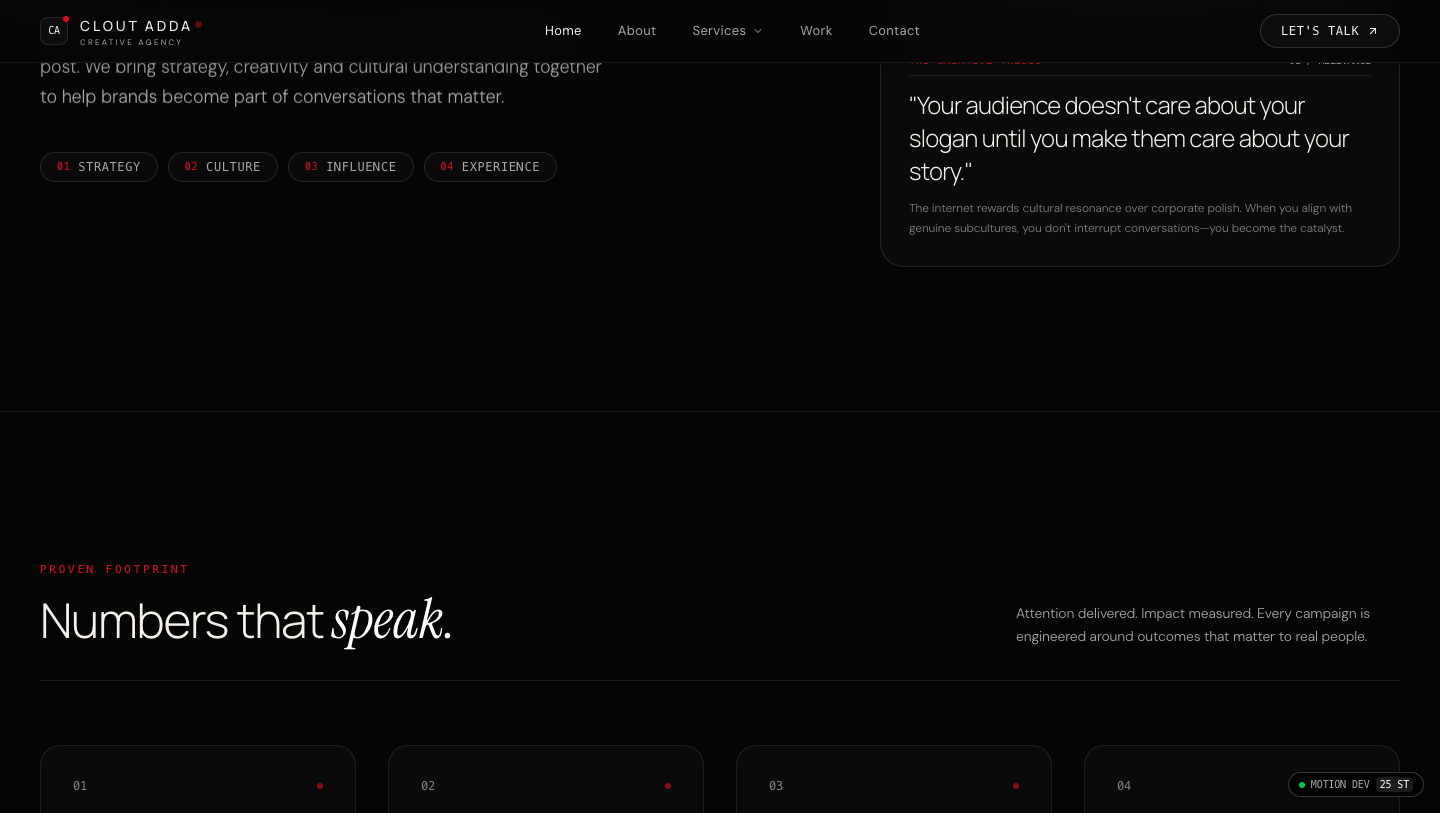 CA
CLOUT ADDA®
CREATIVE AGENCY
Home
About
Services
Work
Contact
LET'S TALK
post. We bring strategy, creativity and cultural understanding together
to help brands become part of conversations that matter.
01 STRATEGY
02 CULTURE
03 INFLUENCE
04 EXPERIENCE
"Your audience doesn't care about your
slogan until you make them care about your
story."
The internet rewards cultural resonance over corporate polish. When you align with
genuine subcultures, you don't interrupt conversations—you become the catalyst.
PROVEN FOOTPRINT
Numbers that speak.
Attention delivered. Impact measured. Every campaign is
engineered around outcomes that matter to real people.
01
02
03
04
MOTION DEV 25 ST